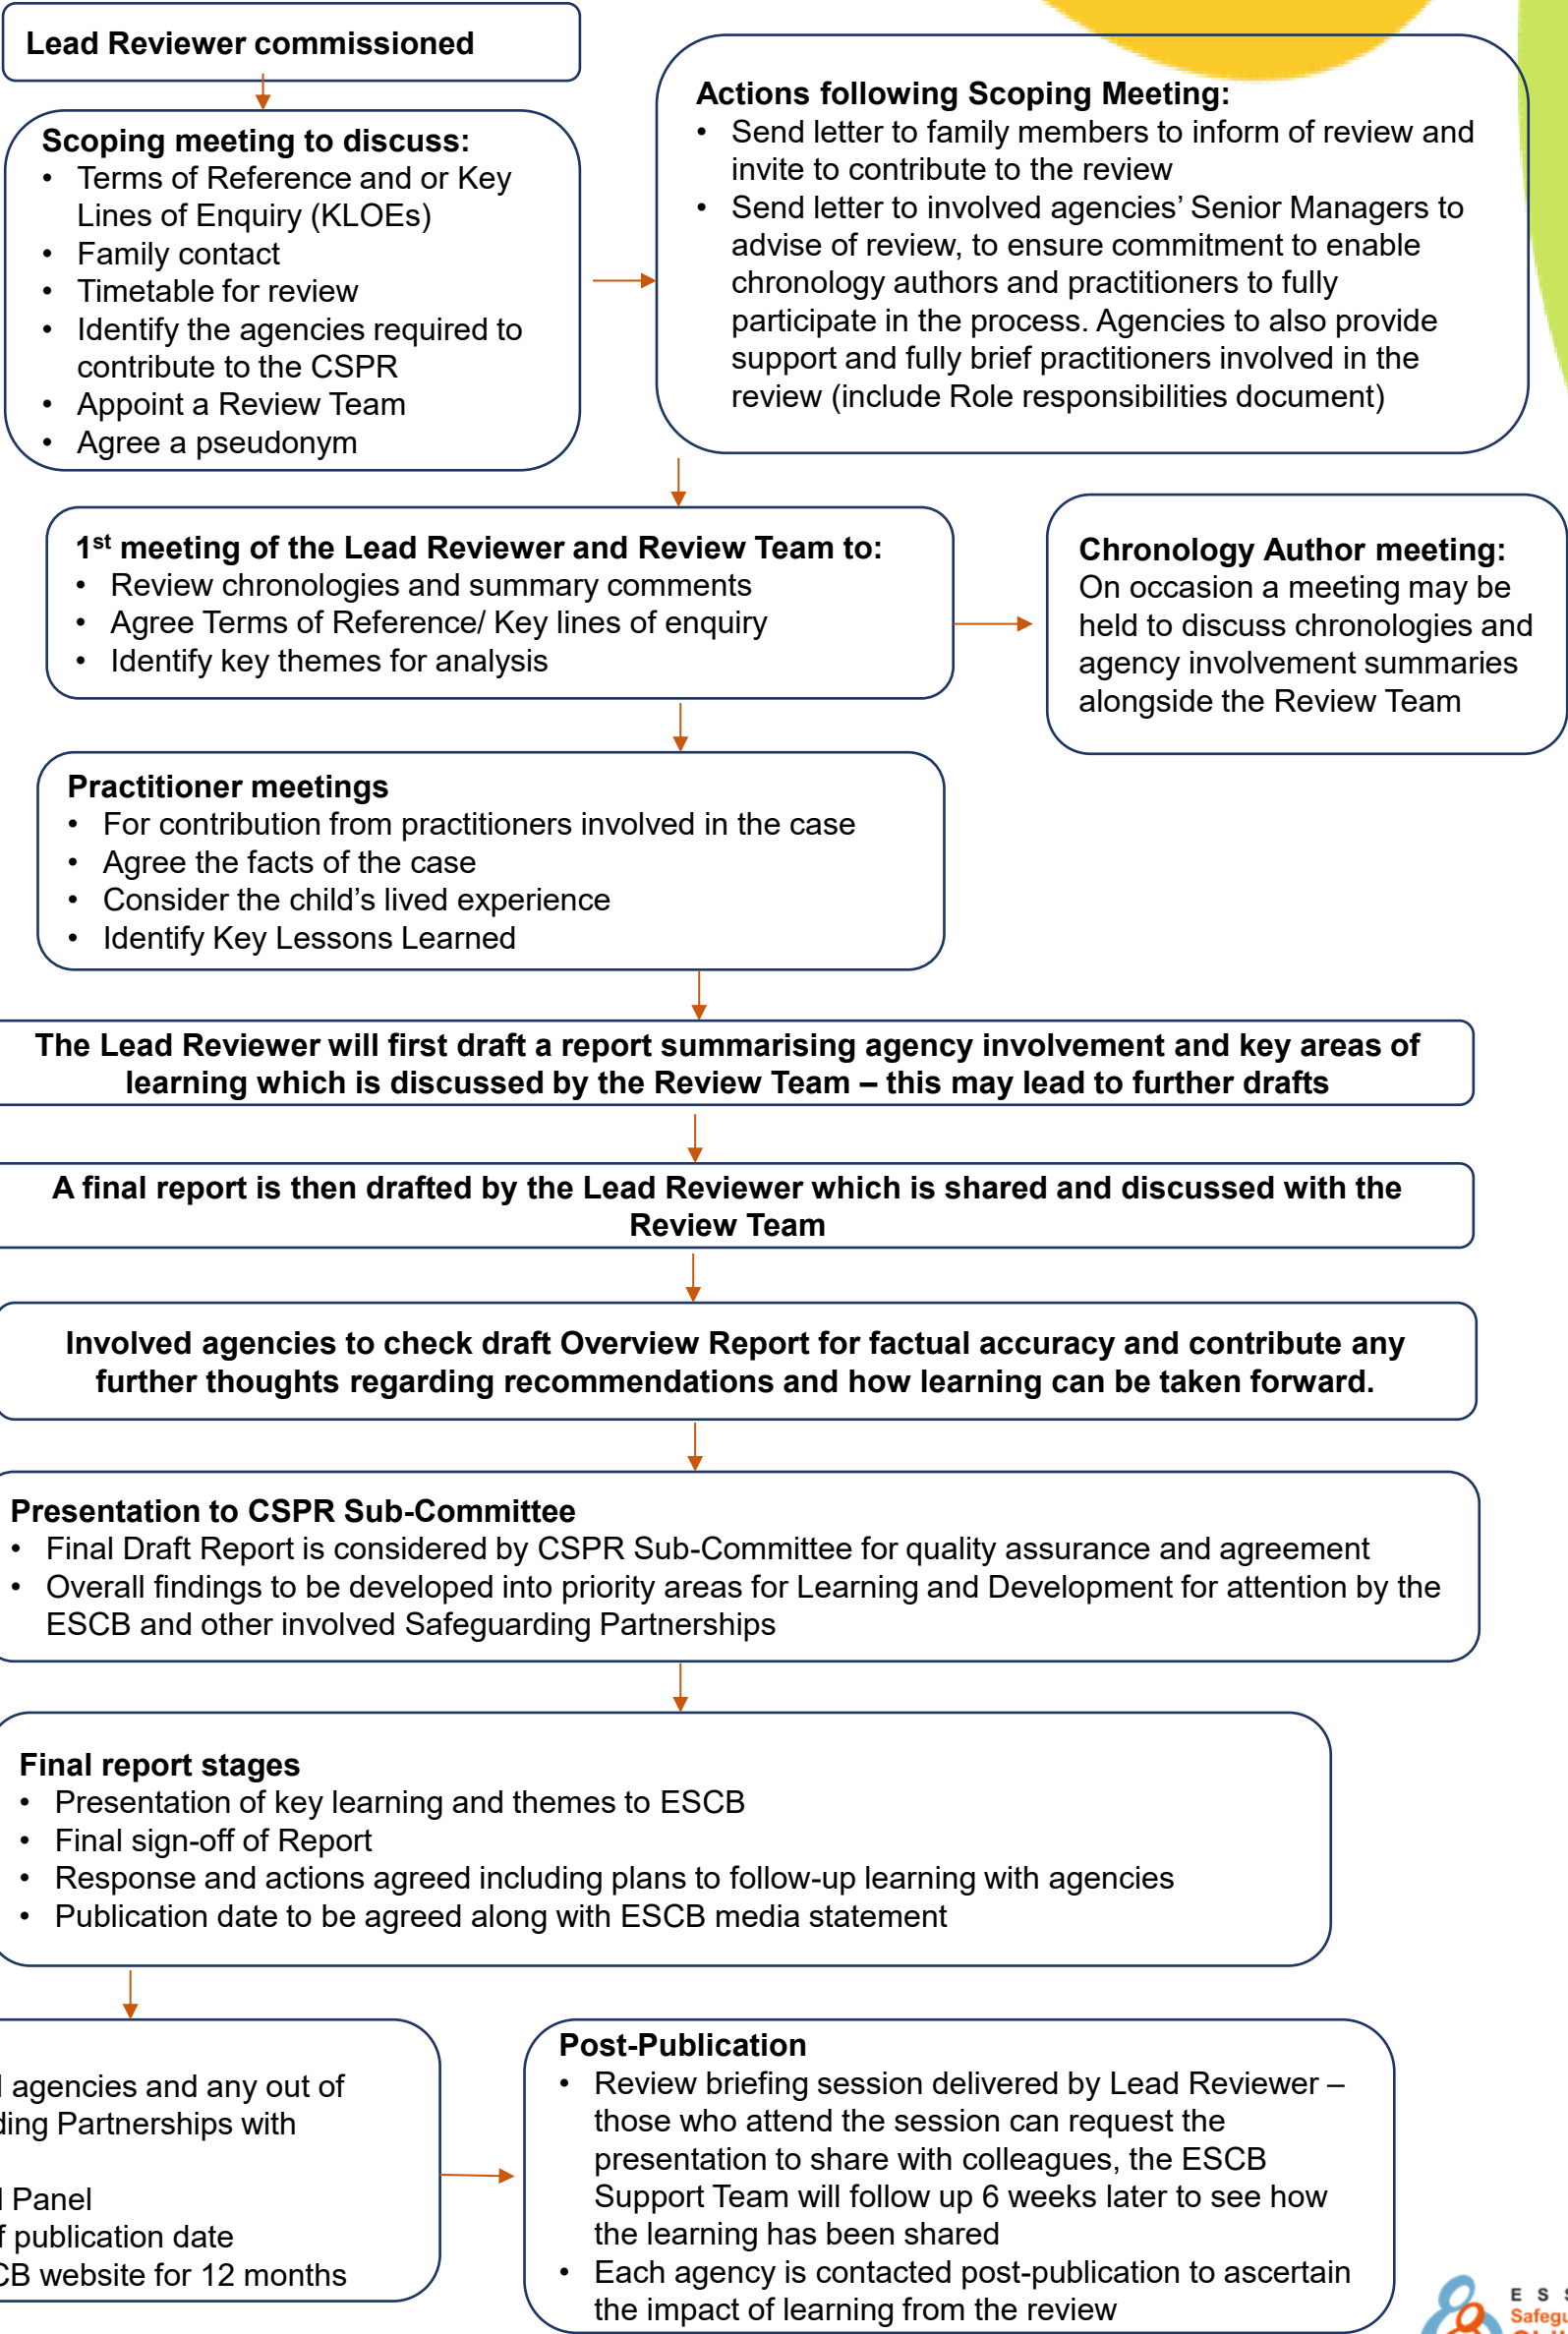 Lead Reviewer commissioned
Scoping meeting to discuss:
• Terms of Reference and or Key
Lines of Enquiry (KLOEs)
• Family contact
• Timetable for review
• Identify the agencies required to
contribute to the CSPR
• Appoint a Review Team
• Agree a pseudonym
Actions following Scoping Meeting:
• Send letter to family members to inform of review and
invite to contribute to the review
• Send letter to involved agencies’ Senior Managers to
advise of review, to ensure commitment to enable
chronology authors and practitioners to fully
participate in the process. Agencies to also provide
support and fully brief practitioners involved in the
review (include Role responsibilities document)
1st meeting of the Lead Reviewer and Review Team to:
• Review chronologies and summary comments
• Agree Terms of Reference/ Key lines of enquiry
• Identify key themes for analysis
Chronology Author meeting:
On occasion a meeting may be
held to discuss chronologies and
agency involvement summaries
alongside the Review Team
Practitioner meetings
• For contribution from practitioners involved in the case
• Agree the facts of the case
• Consider the child’s lived experience
• Identify Key Lessons Learned
The Lead Reviewer will first draft a report summarising agency involvement and key areas of
learning which is discussed by the Review Team – this may lead to further drafts
A final report is then drafted by the Lead Reviewer which is shared and discussed with the
Review Team
Involved agencies to check draft Overview Report for factual accuracy and contribute any
further thoughts regarding recommendations and how learning can be taken forward.
Presentation to CSPR Sub-Committee
• Final Draft Report is considered by CSPR Sub-Committee for quality assurance and agreement
• Overall findings to be developed into priority areas for Learning and Development for attention by the
ESCB and other involved Safeguarding Partnerships
Final report stages
• Presentation of key learning and themes to ESCB
• Final sign-off of Report
• Response and actions agreed including plans to follow-up learning with agencies
• Publication date to be agreed along with ESCB media statement
agencies and any out of
ding Partnerships with
Panel
f publication date
CB website for 12 months
Post-Publication
• Review briefing session delivered by Lead Reviewer –
those who attend the session can request the
presentation to share with colleagues, the ESCB
Support Team will follow up 6 weeks later to see how
the learning has been shared
• Each agency is contacted post-publication to ascertain
the impact of learning from the review
E S S
Safegu